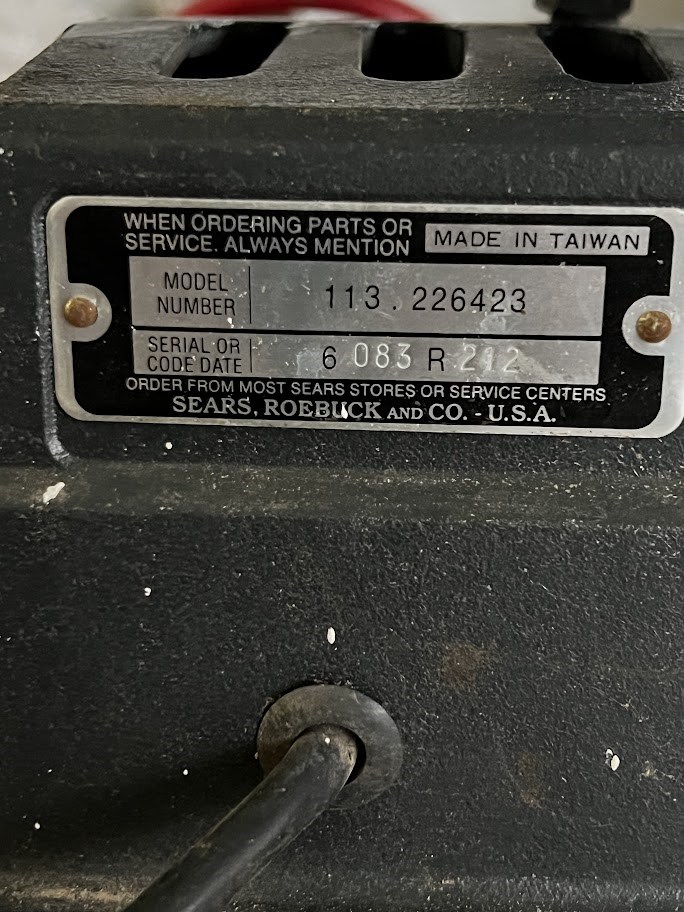 WHEN ORDERING PARTS OR
SERVICE. ALWAYS MENTION
MADE IN TAIWAN
MODEL
NUMBER
113.226423
SERIAL OR
CODE DATE
6 083 R 212
ORDER FROM MOST SEARS STORES OR SERVICE CENTERS
SEARS, ROEBUCK AND CO. - U.S.A.